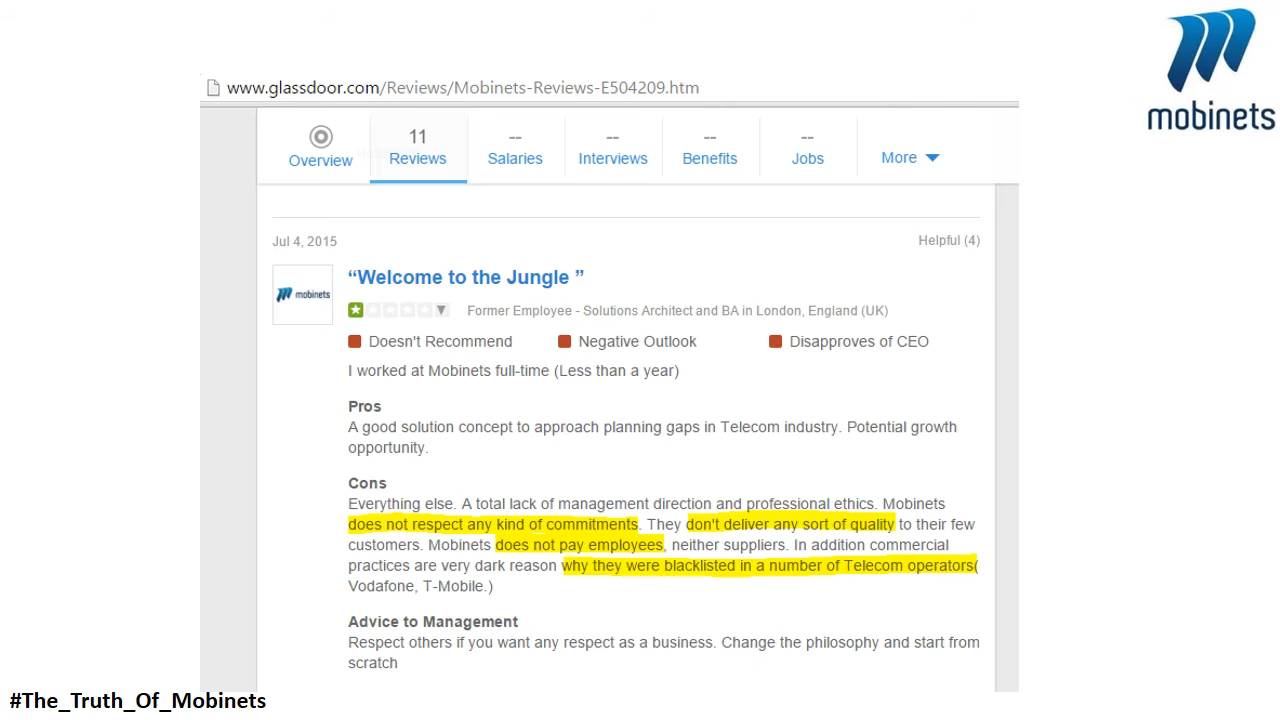 mobinets
www.glassdoor.com/Reviews/Mobinets-Reviews-E504209.htm
Overview
11
Reviews
--
Salaries
--
Interviews
--
Benefits
--
Jobs
More
Jul 4, 2015
Helpful (4)
mobinets
“Welcome to the Jungle ”
Former Employee - Solutions Architect and BA in London, England (UK)
Doesn't Recommend
Negative Outlook
Disapproves of CEO
I worked at Mobinets full-time (Less than a year)
Pros
A good solution concept to approach planning gaps in Telecom industry. Potential growth
opportunity.
Cons
Everything else. A total lack of management direction and professional ethics. Mobinets
does not respect any kind of commitments. They don't deliver any sort of quality to their few
customers. Mobinets does not pay employees, neither suppliers. In addition commercial
practices are very dark reason why they were blacklisted in a number of Telecom operators(
Vodafone, T-Mobile.)
Advice to Management
Respect others if you want any respect as a business. Change the philosophy and start from
scratch
#The_Truth_Of_Mobinets